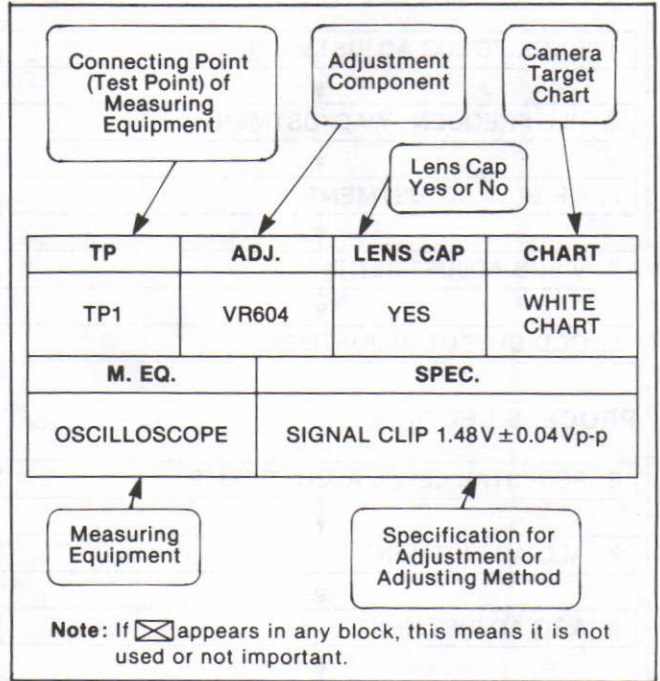 Connecting Point
(Test Point) of
Measuring
Equipment
Adjustment
Component
Camera
Target
Chart
Lens Cap
Yes or No
TP ADJ. LENS CAP CHART
TP1 VR604 YES WHITE
CHART
M. EQ. SPEC.
OSCILLOSCOPE SIGNAL CLIP 1.48V ± 0.04Vp-p
Measuring
Equipment
Specification for
Adjustment or
Adjusting Method
Note: If appears in any block, this means it is not
used or not important.